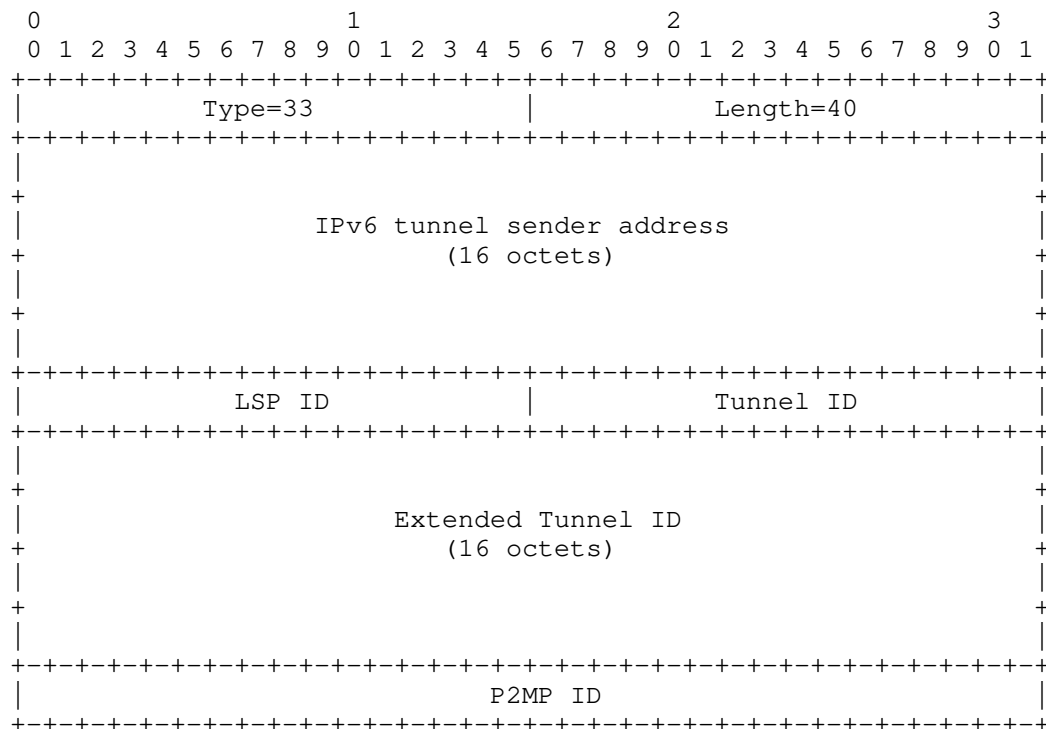 0                   1                   2                   3
0 1 2 3 4 5 6 7 8 9 0 1 2 3 4 5 6 7 8 9 0 1 2 3 4 5 6 7 8 9 0 1
Type=33 Length=40
IPv6 tunnel sender address
(16 octets)
LSP ID Tunnel ID
Extended Tunnel ID
(16 octets)
P2MP ID